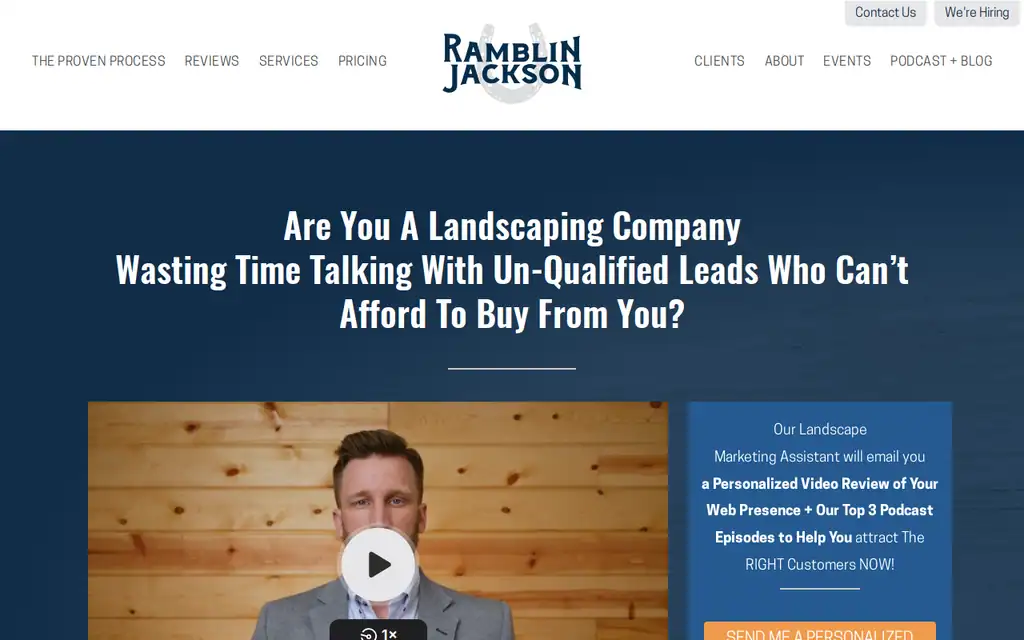 Contact Us
We're Hiring
THE PROVEN PROCESS
REVIEWS
SERVICES
PRICING
RAMBLIN
JACKSON
CLIENTS
ABOUT
EVENTS
PODCAST + BLOG
Are You A Landscaping Company
Wasting Time Talking With Un-Qualified Leads Who Can’t
Afford To Buy From You?
Our Landscape
Marketing Assistant will email you
a Personalized Video Review of Your
Web Presence + Our Top 3 Podcast
Episodes to Help You attract The
RIGHT Customers NOW!
1×
SEND ME A PERSONALIZED